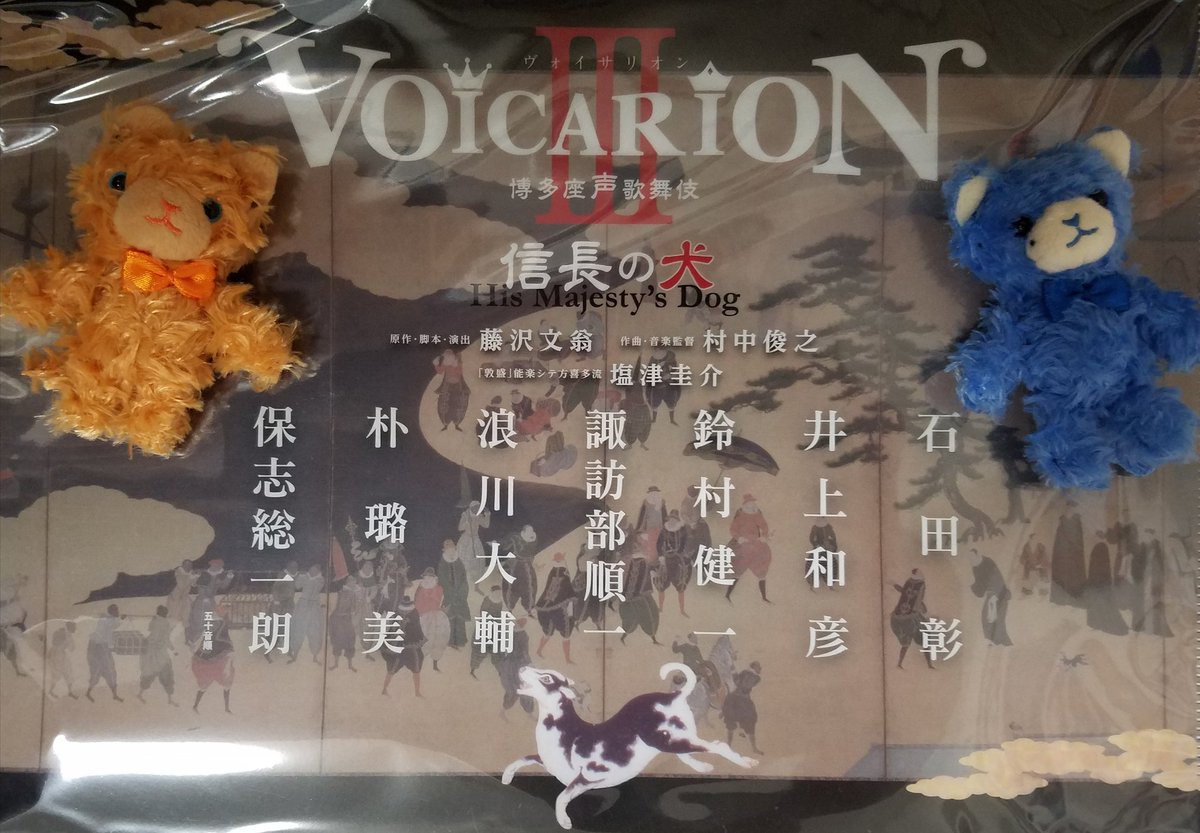 ヴォイサリオン
VOICARION
III
博多座声歌舞伎
信長の犬
His Majesty's Dog
原作・脚本・演出 藤沢文翁 作曲・音楽監督 村中俊之
「敦盛」能楽シテ方喜多流 塩津圭介
石田彰
井上和彦
鈴村健一
諏訪部順一
浪川大輔
朴璐美
保志総一朗
五十音順